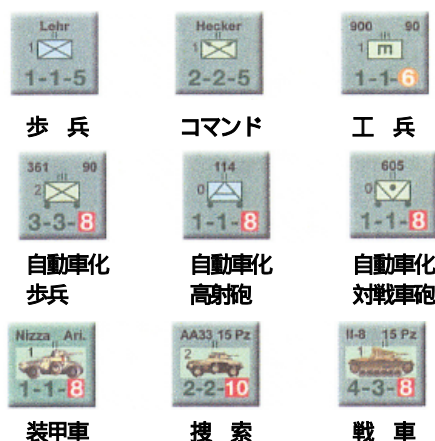 Lehr Hecker 900 90
1 1 1 m
1-1-5 2-2-5 1-1-6
歩 兵 コマンド 工 兵
361 90 114 605
2 0 0
3-3-8 1-1-8 1-1-8
自動車化 自動車化 自動車化
歩兵 高射砲 対戦車砲
Nizza Ari. AA33 15 Pz II-8 15 Pz
1 2 1
1-1-8 2-2-10 4-3-8
装甲車 捜 索 戦 車